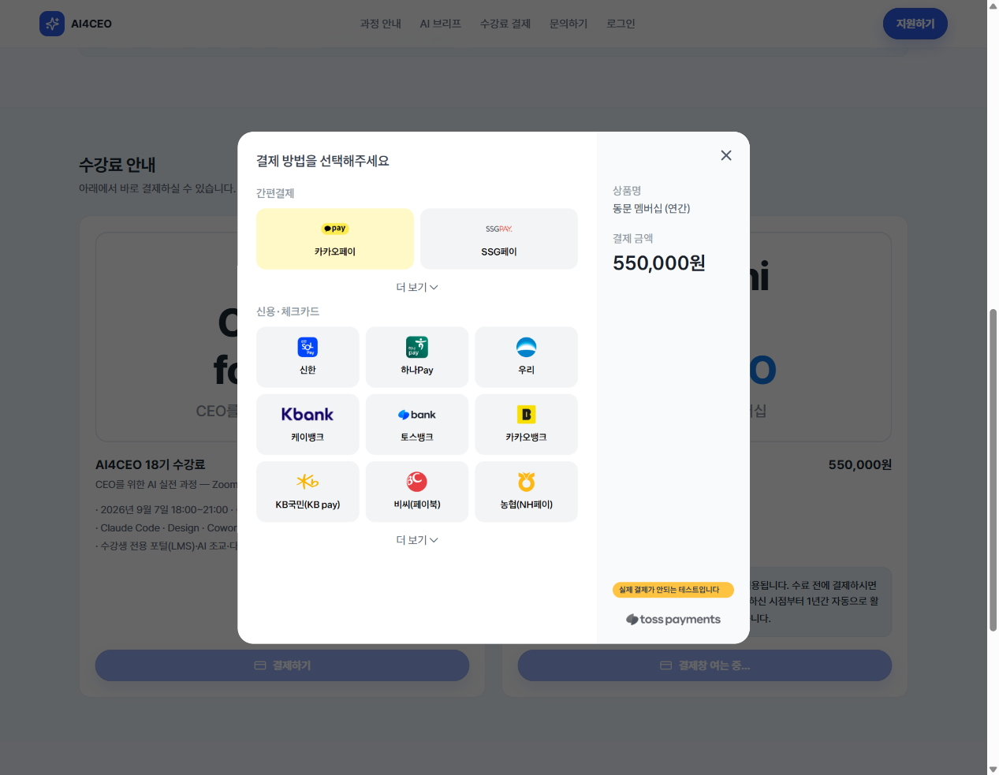 AI4CEO
과정 안내
AI 브리프
수강료 결제
문의하기
로그인
지원하기
수강료 안내
아래에서 바로 결제하실 수 있습니다.
CEO를
AI4CEO 18기 수강료
CEO를 위한 AI 실전 과정 — Zoom
· 2026년 9월 7일 18:00~21:00 ·
· Claude Code · Design · Cowor
· 수강생 전용 포털(LMS)·AI 조교·
결제하기
결제 방법을 선택해주세요
간편결제
pay
카카오페이
SSGPAY.
SSG페이
더 보기
신용·체크카드
SOL Pay
신한
하나 pay
하나Pay
우리
Kbank
케이뱅크
bank
토스뱅크
B
카카오뱅크
KB국민(KB pay)
BC
비씨(페이북)
농협(NH페이)
더 보기
상품명
동문 멤버십 (연간)
결제 금액
550,000원
실제 결제가 안되는 테스트입니다
toss payments
ni
O
십
550,000원
용됩니다. 수료 전에 결제하시면
하신 시점부터 1년간 자동으로 활
니다.
결제창 여는 중...